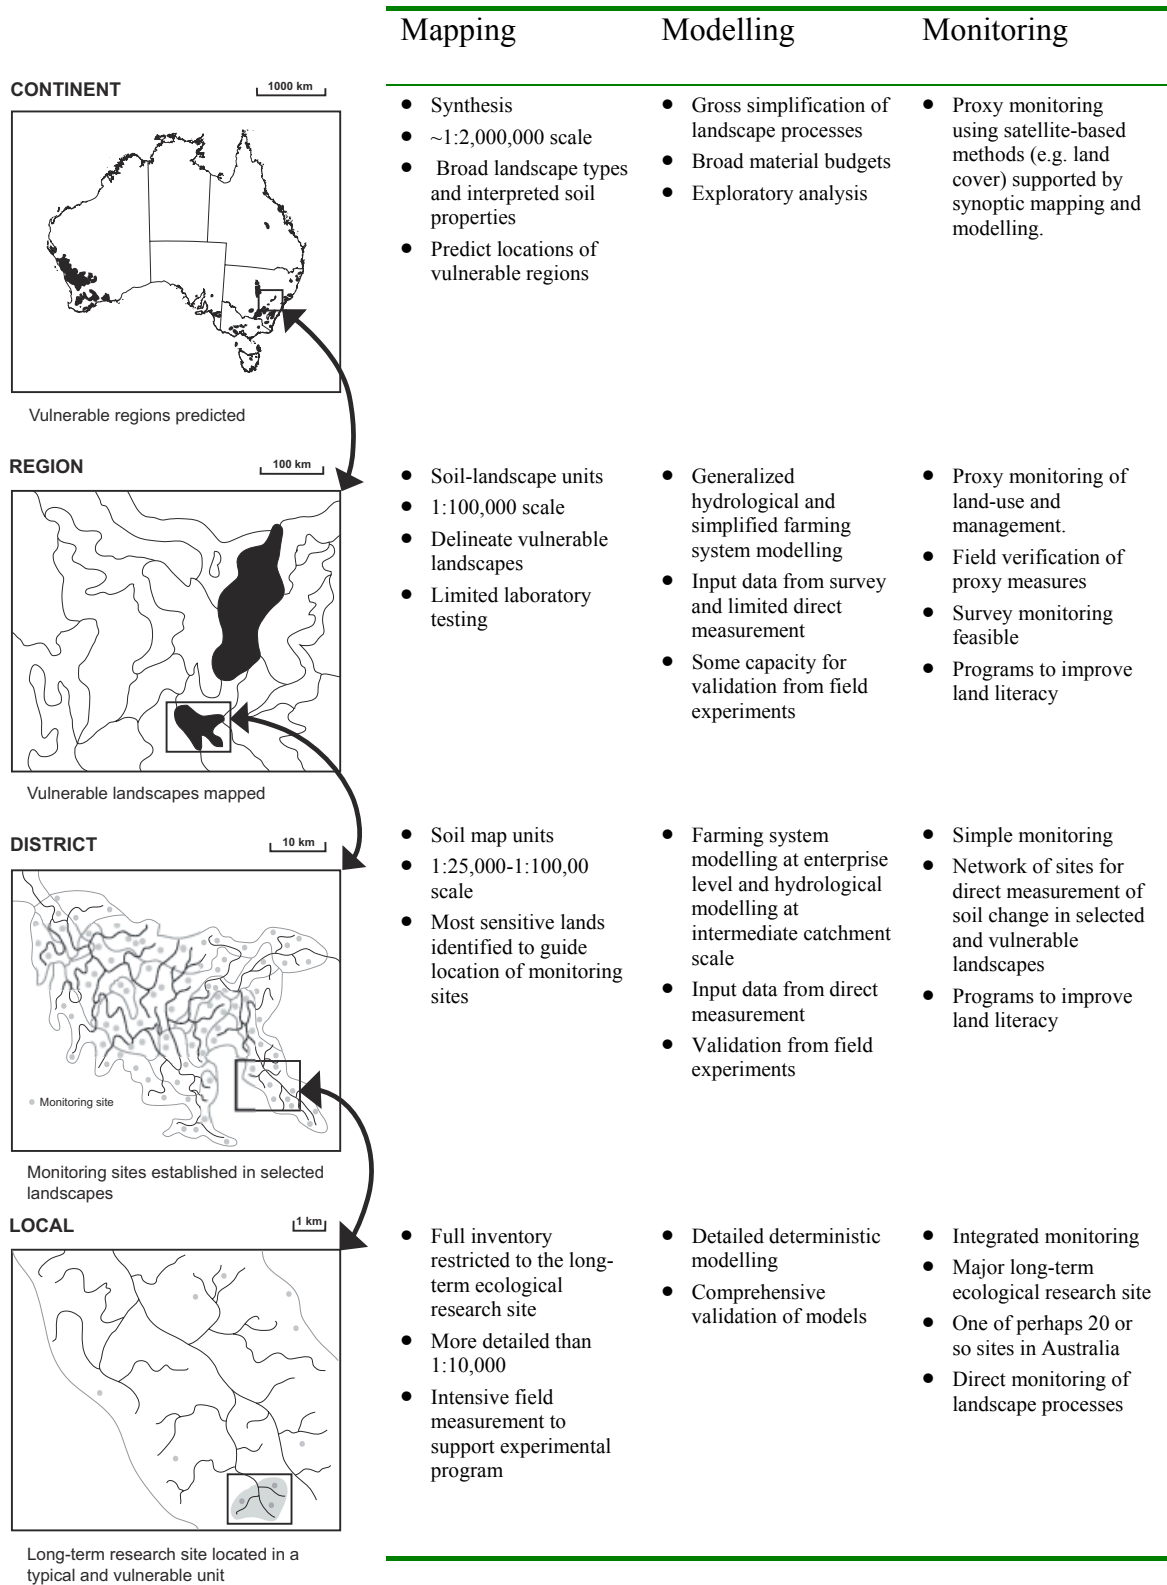 Mapping
Modelling
Monitoring
CONTINENT
1000 km
Vulnerable regions predicted
● Synthesis
● ~1:2,000,000 scale
● Broad landscape types
and interpreted soil
properties
● Predict locations of
vulnerable regions
● Gross simplification of
landscape processes
● Broad material budgets
● Exploratory analysis
● Proxy monitoring
using satellite-based
methods (e.g. land
cover) supported by
synoptic mapping and
modelling.
REGION
100 km
Vulnerable landscapes mapped
● Soil-landscape units
● 1:100,000 scale
● Delineate vulnerable
landscapes
● Limited laboratory
testing
● Generalized
hydrological and
simplified farming
system modelling
● Input data from survey
and limited direct
measurement
● Some capacity for
validation from field
experiments
● Proxy monitoring of
land-use and
management.
● Field verification of
proxy measures
● Survey monitoring
feasible
● Programs to improve
land literacy
DISTRICT
10 km
Monitoring site
Monitoring sites established in selected
landscapes
● Soil map units
● 1:25,000-1:100,00
scale
● Most sensitive lands
identified to guide
location of monitoring
sites
● Farming system
modelling at enterprise
level and hydrological
modelling at
intermediate catchment
scale
● Input data from direct
measurement
● Validation from field
experiments
● Simple monitoring
● Network of sites for
direct measurement of
soil change in selected
and vulnerable
landscapes
● Programs to improve
land literacy
LOCAL
1 km
Long-term research site located in a
typical and vulnerable unit
● Full inventory
restricted to the long-
term ecological
research site
● More detailed than
1:10,000
● Intensive field
measurement to
support experimental
program
● Detailed deterministic
modelling
● Comprehensive
validation of models
● Integrated monitoring
● Major long-term
ecological research site
● One of perhaps 20 or
so sites in Australia
● Direct monitoring of
landscape processes